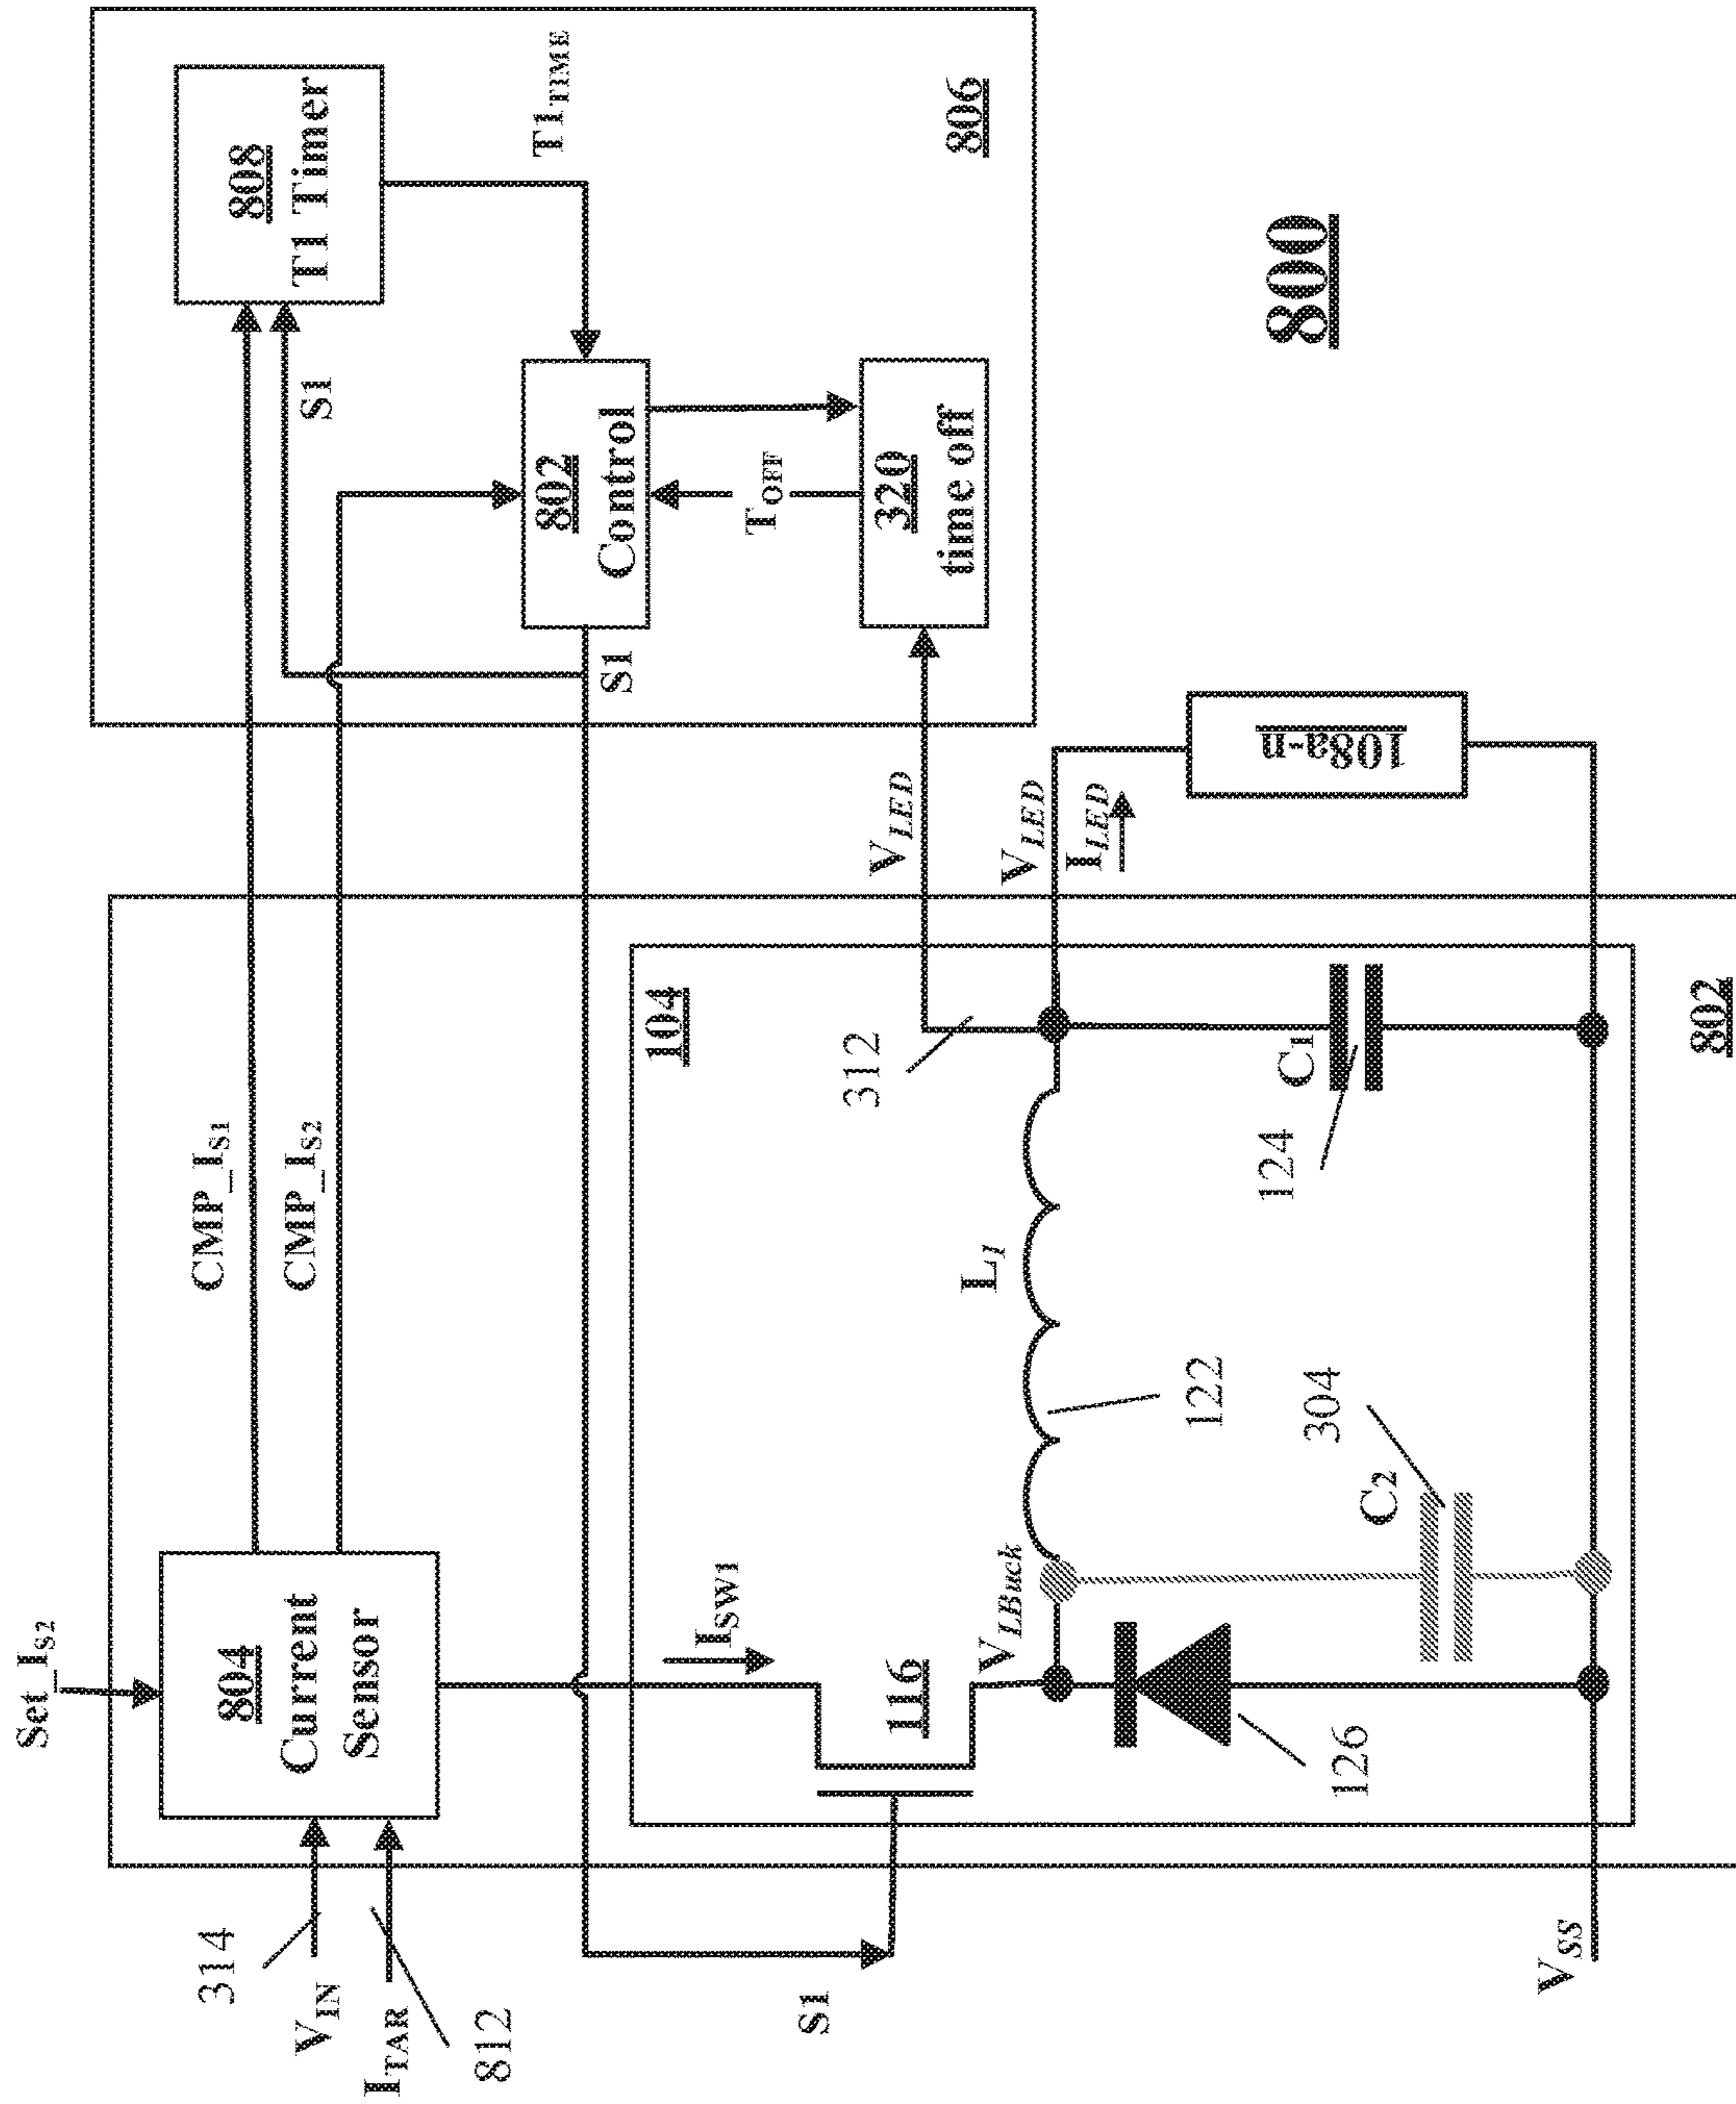 Set_IS2
314
VIN
ITAR
812
804
Current
Sensor
CMP_IS1
CMP_IS2
808
T1 Timer
S1
T1TIME
802
Control
S1
TOFF
320
time off
806
ISW1
S1
104
116
VLBuck
L1
122
312
VLED
VLED
ILED
108a-n
C1
124
C2
304
126
VSS
802
800